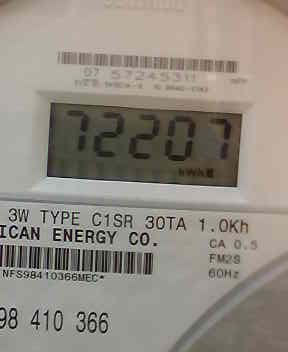 07 57245311
72207
kWh
3W TYPE C1SR 30TA 1.0Kh
ICAN ENERGY CO.
CA 0.5
FM2S
NFS98410366MEC*
60Hz
98 410 366